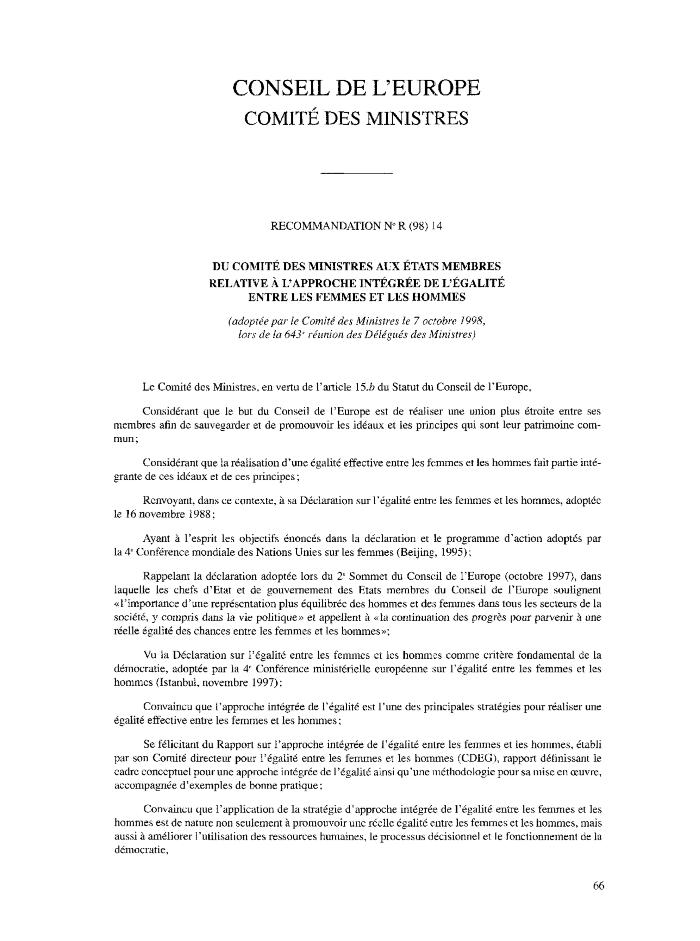 CONSEIL DE L'EUROPE
COMITÉ DES MINISTRES
RECOMMANDATION Nº R (98) 14
DU COMITÉ DES MINISTRES AUX ÉTATS MEMBRES
RELATIVE À L'APPROCHE INTÉGRÉE DE L'ÉGALITÉ
ENTRE LES FEMMES ET LES HOMMES
(adoptée par le Comité des Ministres le 7 octobre 1998,
lors de la 643e réunion des Délégués des Ministres)
Le Comité des Ministres, en vertu de l'article 15.b du Statut du Conseil de l'Europe,
Considérant que le but du Conseil de l'Europe est de réaliser une union plus étroite entre ses
membres afin de sauvegarder et de promouvoir les idéaux et les principes qui sont leur patrimoine com-
mun;
Considérant que la réalisation d'une égalité effective entre les femmes et les hommes fait partie inté-
grante de ces idéaux et de ces principes;
Renvoyant, dans ce contexte, à sa Déclaration sur l'égalité entre les femmes et les hommes, adoptée
le 16 novembre 1988;
Ayant à l'esprit les objectifs énoncés dans la déclaration et le programme d'action adoptés par
la 4e Conférence mondiale des Nations Unies sur les femmes (Beijing, 1995);
Rappelant la déclaration adoptée lors du 2e Sommet du Conseil de l'Europe (octobre 1997), dans
laquelle les chefs d'Etat et de gouvernement des Etats membres du Conseil de l'Europe soulignent
«l'importance d'une représentation plus équilibrée des hommes et des femmes dans tous les secteurs de la
société, y compris dans la vie politique» et appellent à «la continuation des progrès pour parvenir à une
réelle égalité des chances entre les femmes et les hommes»;
Vu la Déclaration sur l'égalité entre les femmes et les hommes comme critère fondamental de la
démocratie, adoptée par la 4e Conférence ministérielle européenne sur l'égalité entre les femmes et les
hommes (Istanbul, novembre 1997);
Convaincu que l'approche intégrée de l'égalité est l'une des principales stratégies pour réaliser une
égalité effective entre les femmes et les hommes;
Se félicitant du Rapport sur l'approche intégrée de l'égalité entre les femmes et les hommes, établi
par son Comité directeur pour l'égalité entre les femmes et les hommes (CDEG), rapport définissant le
cadre conceptuel pour une approche intégrée de l'égalité ainsi qu'une méthodologie pour sa mise en œuvre,
accompagnée d'exemples de bonne pratique;
Convaincu que l'application de la stratégie d'approche intégrée de l'égalité entre les femmes et les
hommes est de nature non seulement à promouvoir une réelle égalité entre les femmes et les hommes, mais
aussi à améliorer l'utilisation des ressources humaines, le processus décisionnel et le fonctionnement de la
démocratie,
66